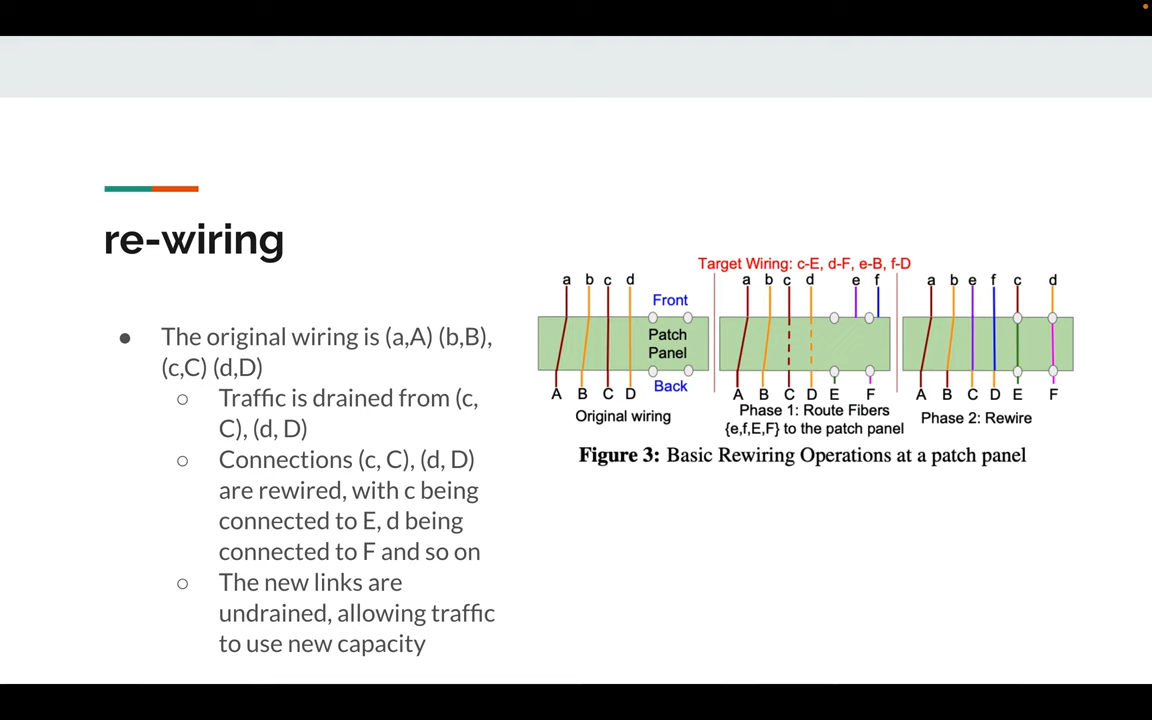 re-wiring
● The original wiring is (a,A) (b,B),
(c,C) (d,D)
○ Traffic is drained from (c,
C), (d, D)
○ Connections (c, C), (d, D)
are rewired, with c being
connected to E, d being
connected to F and so on
○ The new links are
undrained, allowing traffic
to use new capacity
Target Wiring: c-E, d-F, e-B, f-D
a b c d
Front
Patch
Panel
Back
A B C D
Original wiring
a b c d e f
A B C D E F
Phase 1: Route Fibers
{e,f,E,F} to the patch panel
a b e f c d
A B C D E F
Phase 2: Rewire
Figure 3: Basic Rewiring Operations at a patch panel